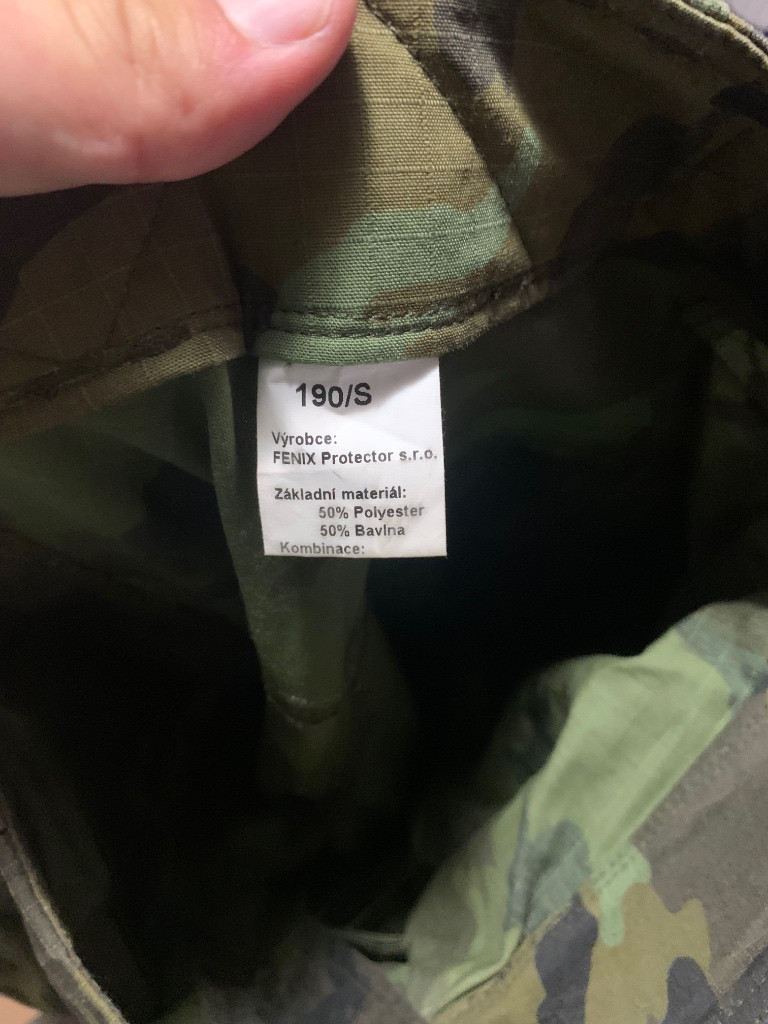 190/S
Výrobce:
FENIX Protector s.r.o.
Základní materiál:
50% Polyester
50% Bavlna
Kombinace: